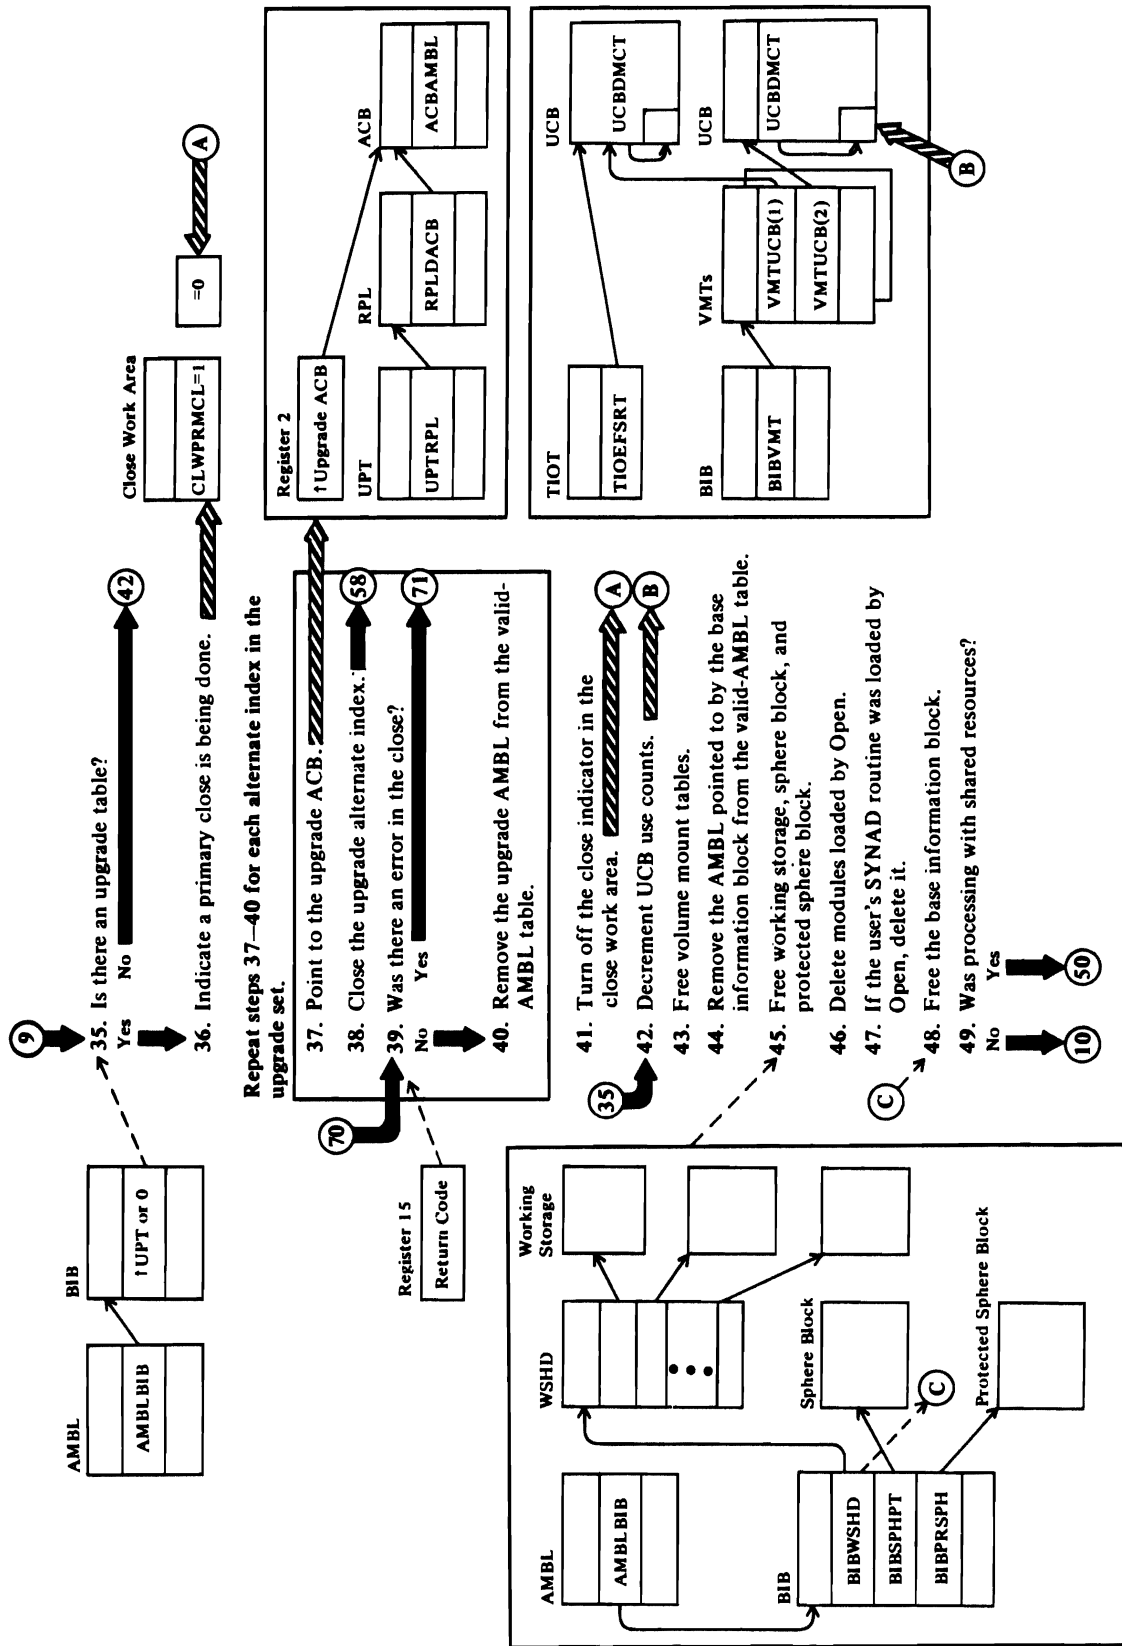 AMBL
AMBLBIB
BIB
↑UPT or 0
9
35. Is there an upgrade table?
Yes
No
42
36. Indicate a primary close is being done.
Close Work Area
CLWPRMCL=1
=0
A
Repeat steps 37—40 for each alternate index in the
upgrade set.
37. Point to the upgrade ACB.
38. Close the upgrade alternate index.
58
39. Was there an error in the close?
No
Yes
71
70
Register 15
Return Code
40. Remove the upgrade AMBL from the valid-
AMBL table.
Register 2
↑Upgrade ACB
UPT
UPTRPL
RPL
RPLDACB
ACB
ACBAMBL
41. Turn off the close indicator in the
close work area.
A
35
42. Decrement UCB use counts.
B
43. Free volume mount tables.
44. Remove the AMBL pointed to by the base
information block from the valid-AMBL table.
45. Free working storage, sphere block, and
protected sphere block.
46. Delete modules loaded by Open.
47. If the user's SYNAD routine was loaded by
Open, delete it.
C
48. Free the base information block.
49. Was processing with shared resources?
No
Yes
10
50
TIOT
TIOEFSRT
UCB
UCBDMCT
BIB
BIBVMT
VMTs
VMTUCB(1)
VMTUCB(2)
UCB
UCBDMCT
B
AMBL
AMBLBIB
WSHD
Working
Storage
BIB
BIBWSHD
BIBSPHPT
BIBPRSPH
Sphere Block
C
Protected Sphere Block